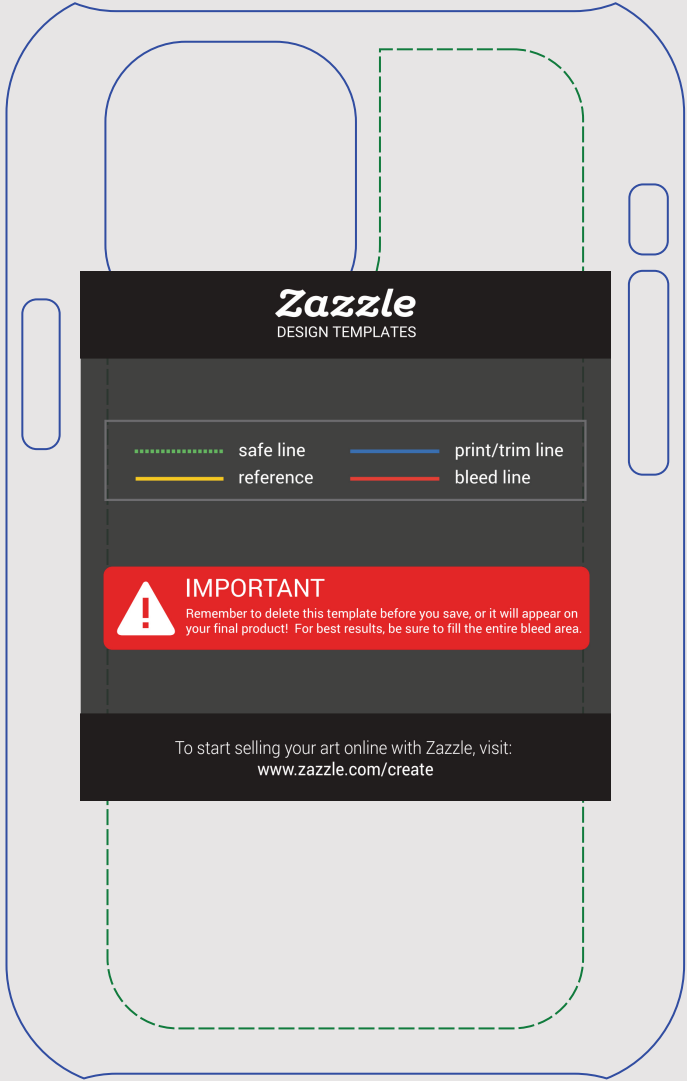 Zazzle
DESIGN TEMPLATES
safe line
print/trim line
reference
bleed line
IMPORTANT
Remember to delete this template before you save, or it will appear on
your final product!  For best results, be sure to fill the entire bleed area.
To start selling your art online with Zazzle, visit:
www.zazzle.com/create